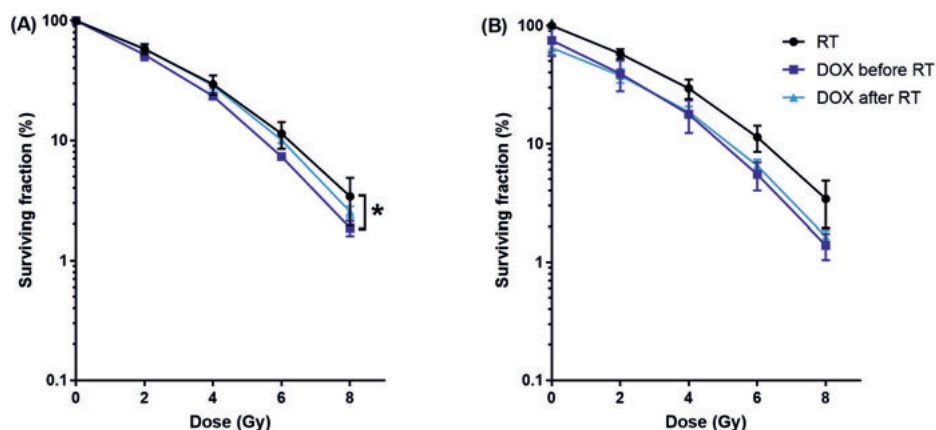 (A)
Surviving fraction (%)
100
10
1
0.1
0 2 4 6 8
Dose (Gy)
*
(B)
Surviving fraction (%)
100
10
1
0.1
0 2 4 6 8
Dose (Gy)
RT
DOX before RT
DOX after RT